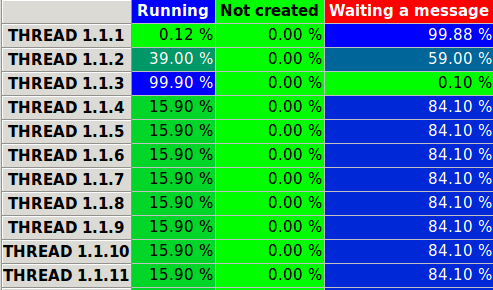 Running Not created Waiting a message
THREAD 1.1.1 0.12 % 0.00 % 99.88 %
THREAD 1.1.2 39.00 % 0.00 % 59.00 %
THREAD 1.1.3 99.90 % 0.00 % 0.10 %
THREAD 1.1.4 15.90 % 0.00 % 84.10 %
THREAD 1.1.5 15.90 % 0.00 % 84.10 %
THREAD 1.1.6 15.90 % 0.00 % 84.10 %
THREAD 1.1.7 15.90 % 0.00 % 84.10 %
THREAD 1.1.8 15.90 % 0.00 % 84.10 %
THREAD 1.1.9 15.90 % 0.00 % 84.10 %
THREAD 1.1.10 15.90 % 0.00 % 84.10 %
THREAD 1.1.11 15.90 % 0.00 % 84.10 %